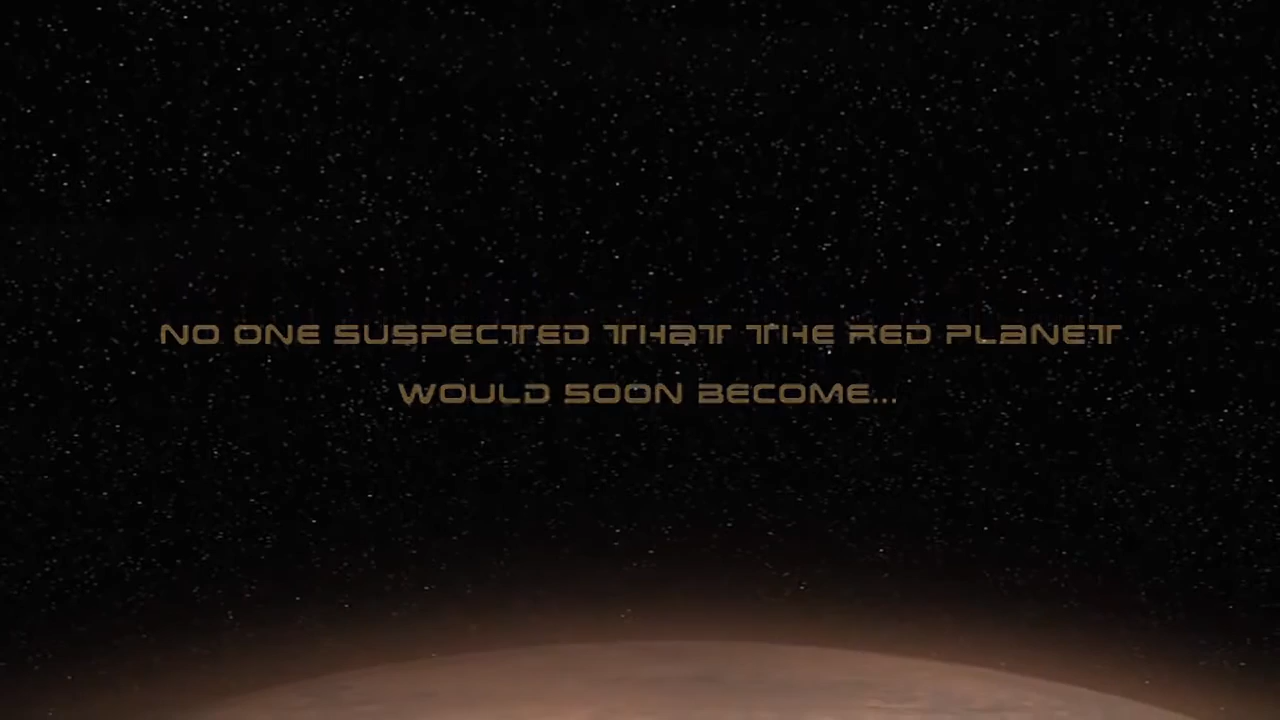 NO ONE SUSPECTED THAT THE RED PLANET
WOULD SOON BECOME...